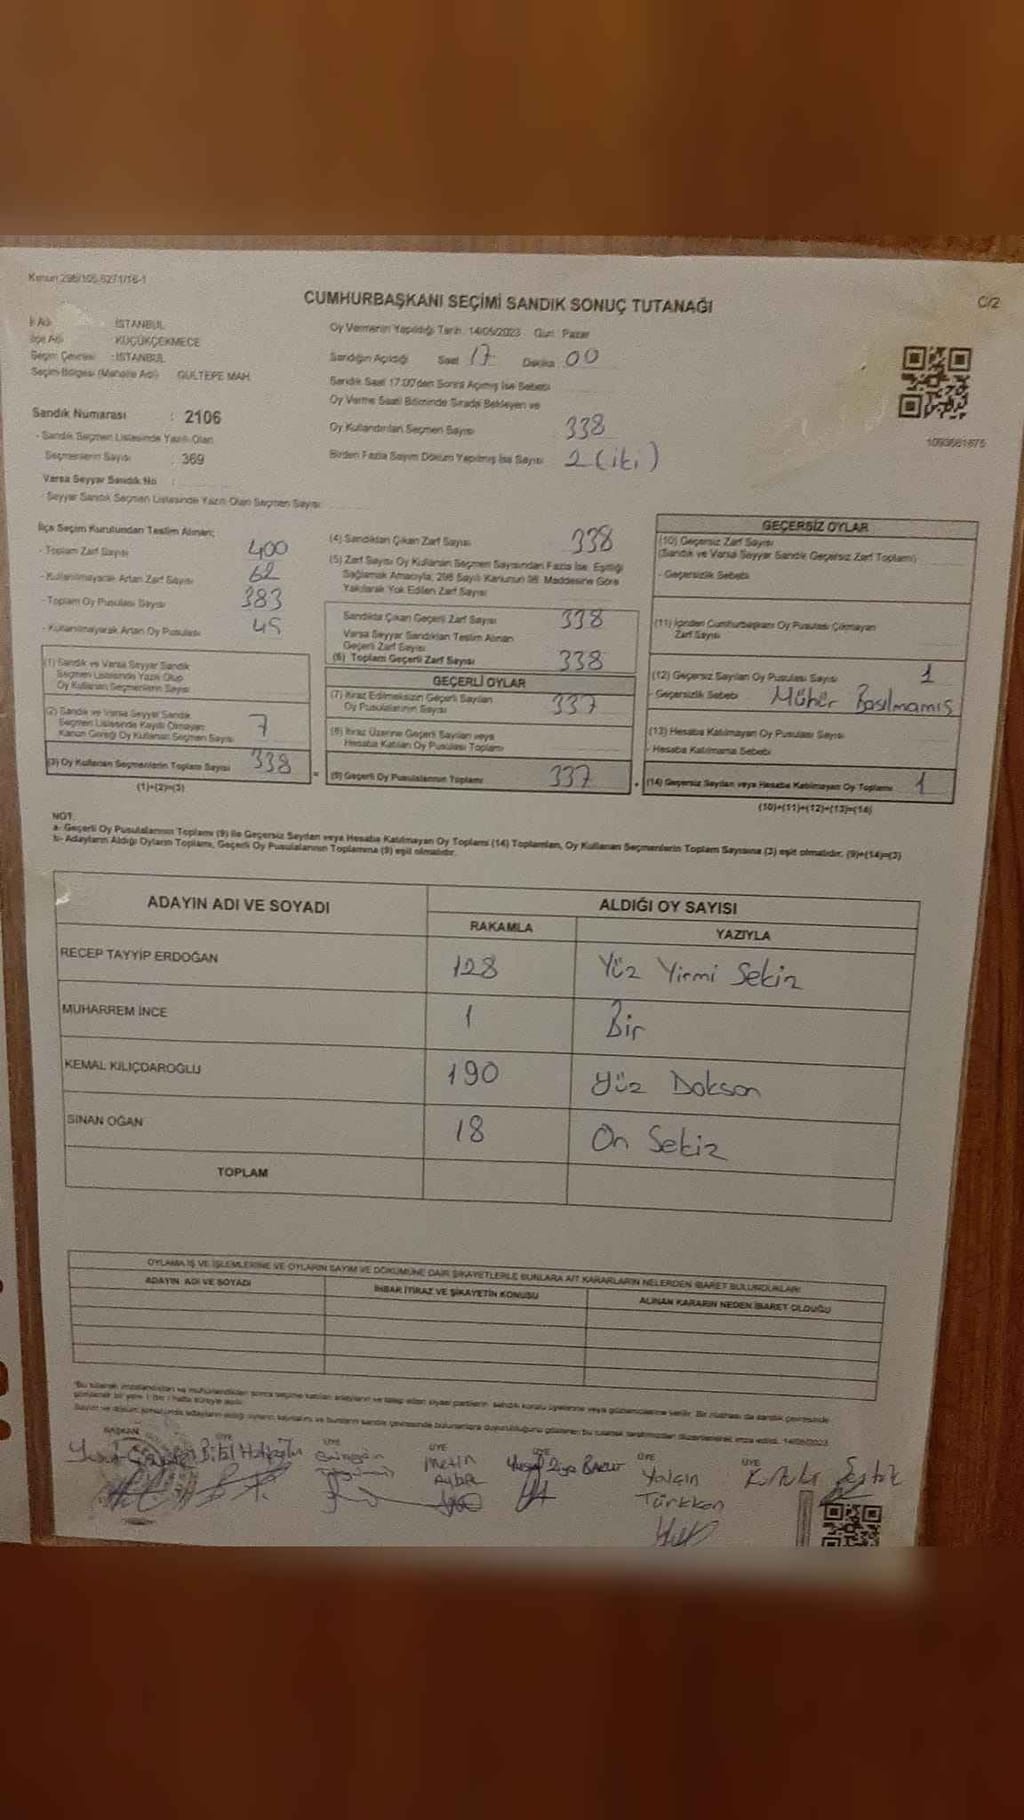 Kanun 298/105-6271/16-1
CUMHURBAŞKANI SEÇİMİ SANDIK SONUÇ TUTANAĞI
C/2
İl Adı : İSTANBUL
İlçe Adı : KÜÇÜKÇEKMECE
Seçim Çevresi : İSTANBUL
Seçim Bölgesi (Mahalle Adı) GÜLTEPE MAH.
Oy Vermenin Yapıldığı Tarih: 14/05/2023 Gün: Pazar
Sandığın Açıldığı Saat 17 Dakika 00
Sandık Saat 17:00'den Sonra Açılmış İse Sebebi
Oy Verme Saati Bitiminde Sırada Bekleyen ve
Oy Kullandırılan Seçmen Sayısı 338
Birden Fazla Sayım Döküm Yapılmış İse Sayısı 2 (iki)
1093661675
Sandık Numarası : 2106
- Sandık Seçmen Listesinde Yazılı Olan
Seçmenlerin Sayısı : 369
Varsa Seyyar Sandık No :
- Seyyar Sandık Seçmen Listesinde Yazılı Olan Seçmen Sayısı
İlçe Seçim Kurulundan Teslim Alınan;
- Toplam Zarf Sayısı 400
- Kullanılmayarak Artan Zarf Sayısı 62
- Toplam Oy Pusulası Sayısı 383
- Kullanılmayarak Artan Oy Pusulası 45
(1) Sandık ve Varsa Seyyar Sandık
Seçmen Listesinde Yazılı Olup
Oy Kullanan Seçmenlerin Sayısı
(2) Sandık ve Varsa Seyyar Sandık
Seçmen Listesinde Kayıtlı Olmayan
Kanun Gereği Oy Kullanan Seçmen Sayısı 7
(3) Oy Kullanan Seçmenlerin Toplam Sayısı 338
(1)+(2)=(3)
(4) Sandıktan Çıkan Zarf Sayısı 338
(5) Zarf Sayısı Oy Kullanan Seçmen Sayısından Fazla İse, Eşitliği
Sağlamak Amacıyla, 298 Sayılı Kanunun 98. Maddesine Göre
Yakılarak Yok Edilen Zarf Sayısı
Sandıkta Çıkan Geçerli Zarf Sayısı 338
Varsa Seyyar Sandıktan Teslim Alınan
Geçerli Zarf Sayısı
(6) Toplam Geçerli Zarf Sayısı 338
GEÇERLİ OYLAR
(7) İtiraz Edilmeksizin Geçerli Sayılan
Oy Pusulalarının Sayısı 337
(8) İtiraz Üzerine Geçerli Sayılan veya
Hesaba Katılan Oy Pusulası Toplamı
(9) Geçerli Oy Pusulalarının Toplamı 337
GEÇERSİZ OYLAR
(10) Geçersiz Zarf Sayısı
(Sandık ve Varsa Seyyar Sandık Geçersiz Zarf Toplamı)
- Geçersizlik Sebebi
(11) İçinden Cumhurbaşkanı Oy Pusulası Çıkmayan
Zarf Sayısı
(12) Geçersiz Sayılan Oy Pusulası Sayısı 1
- Geçersizlik Sebebi Mühür Basılmamış
(13) Hesaba Katılmayan Oy Pusulası Sayısı
- Hesaba Katılmama Sebebi
(14) Geçersiz Sayılan veya Hesaba Katılmayan Oy Toplamı 1
(10)+(11)+(12)+(13)=(14)
NOT:
a- Geçerli Oy Pusulalarının Toplamı (9) ile Geçersiz Sayılan veya Hesaba Katılmayan Oy Toplamı (14) Toplamları, Oy Kullanan Seçmenlerin Toplam Sayısına (3) eşit olmalıdır. (9)+(14)=(3)
b- Adayların Aldığı Oyların Toplamı, Geçerli Oy Pusulalarının Toplamına (9) eşit olmalıdır.
ADAYIN ADI VE SOYADI
ALDIĞI OY SAYISI
RAKAMLA
YAZIYLA
RECEP TAYYİP ERDOĞAN 128 Yüz Yirmi Sekiz
MUHARREM İNCE 1 Bir
KEMAL KILIÇDAROĞLU 190 Yüz Doksan
SİNAN OĞAN 18 On Sekiz
TOPLAM
OYLAMA İŞ VE İŞLEMLERİNE VE OYLARIN SAYIM VE DÖKÜMÜNE DAİR ŞİKAYETLERLE BUNLARA AİT KARARLARIN NELERDEN İBARET BULUNDUKLARI
ADAYIN ADI VE SOYADI
İHBAR İTİRAZ VE ŞİKAYETİN KONUSU
ALINAN KARARIN NEDEN İBARET OLDUĞU
BAŞKAN
ÜYE
ÜYE
ÜYE
Metin
ÜYE
Yusuf Ziya
ÜYE
Yalçın
Türkkan
ÜYE